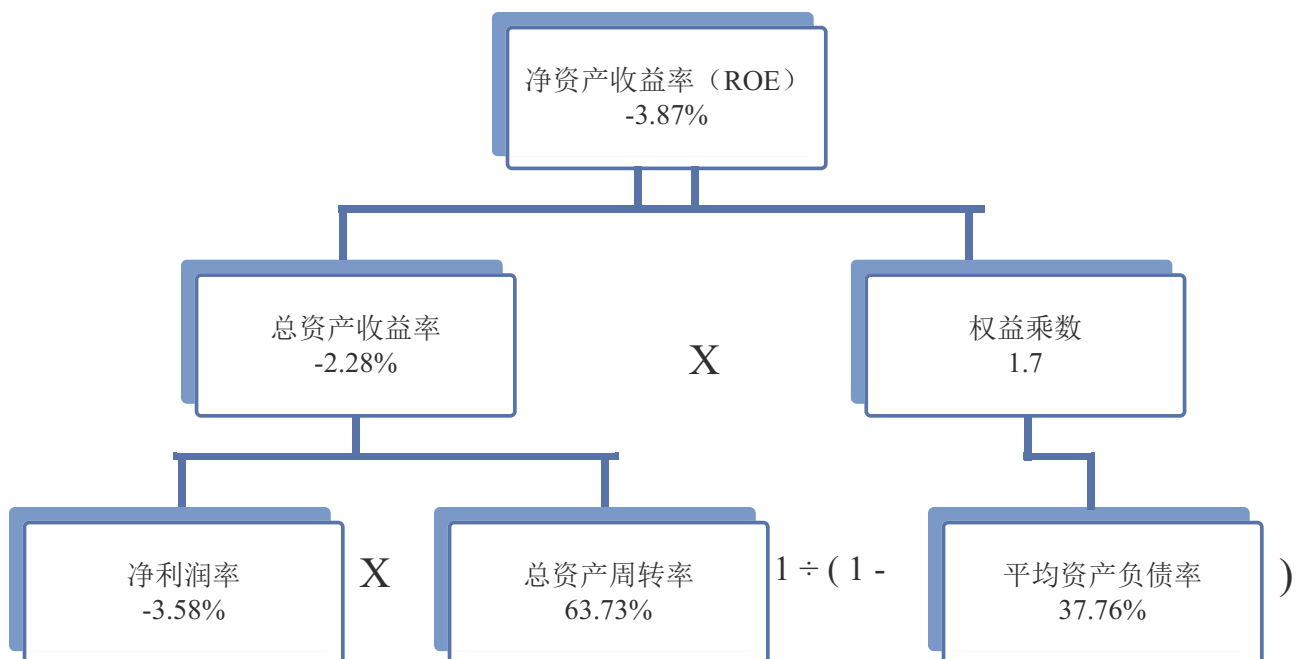 净资产收益率（ROE）
-3.87%
总资产收益率
-2.28%
X
权益乘数
1.7
净利润率
-3.58%
X
总资产周转率
63.73%
1 ÷ ( 1 -
平均资产负债率
37.76%
)